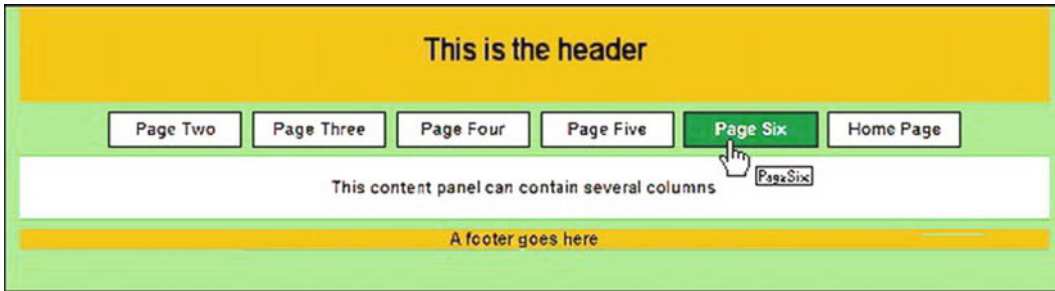 This is the header
Page Two Page Three Page Four Page Five Page Six Home Page
PageSix
This content panel can contain several columns
A footer goes here